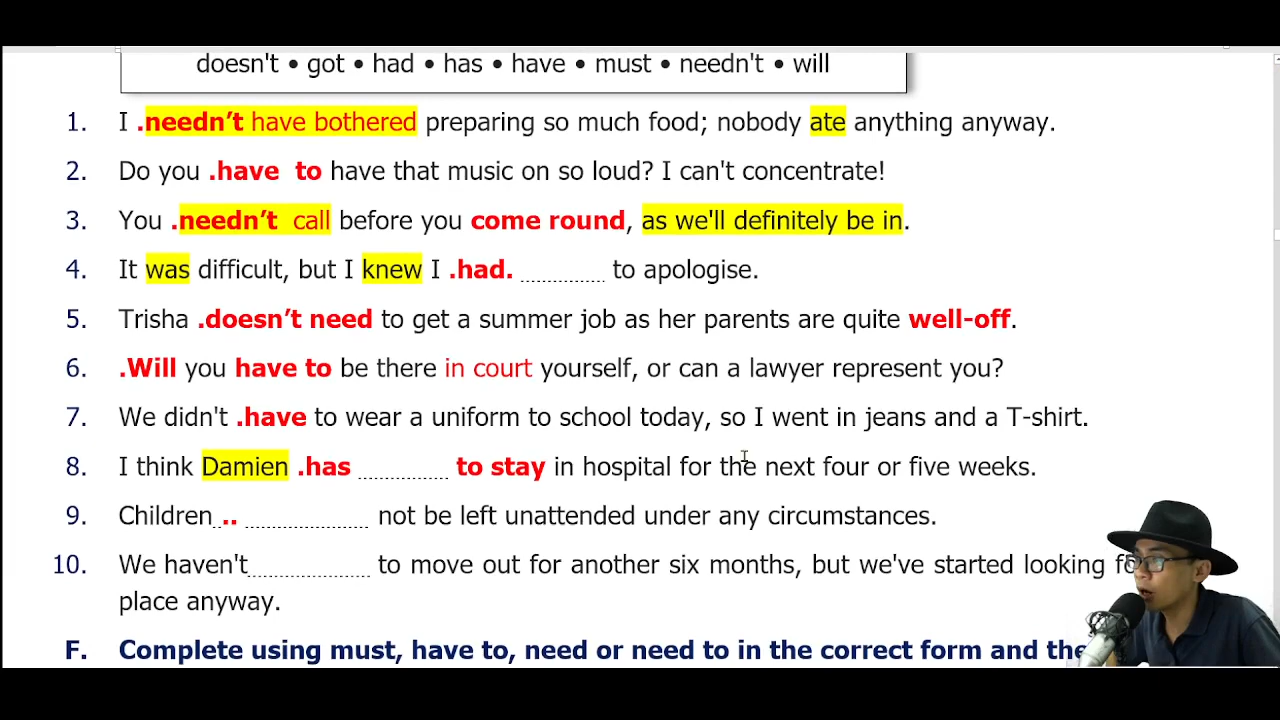 doesn't • got • had • has • have • must • needn't • will
1. I .needn't have bothered preparing so much food; nobody ate anything anyway.
2. Do you .have to have that music on so loud? I can't concentrate!
3. You .needn't call before you come round, as we'll definitely be in.
4. It was difficult, but I knew I .had. .............. to apologise.
5. Trisha .doesn't need to get a summer job as her parents are quite well-off.
6. .Will you have to be there in court yourself, or can a lawyer represent you?
7. We didn't .have to wear a uniform to school today, so I went in jeans and a T-shirt.
8. I think Damien .has .............. to stay in hospital for the next four or five weeks.
9. Children .. .............. not be left unattended under any circumstances.
10. We haven't .............. to move out for another six months, but we've started looking
place anyway.
F. Complete using must, have to, need or need to in the correct form and the